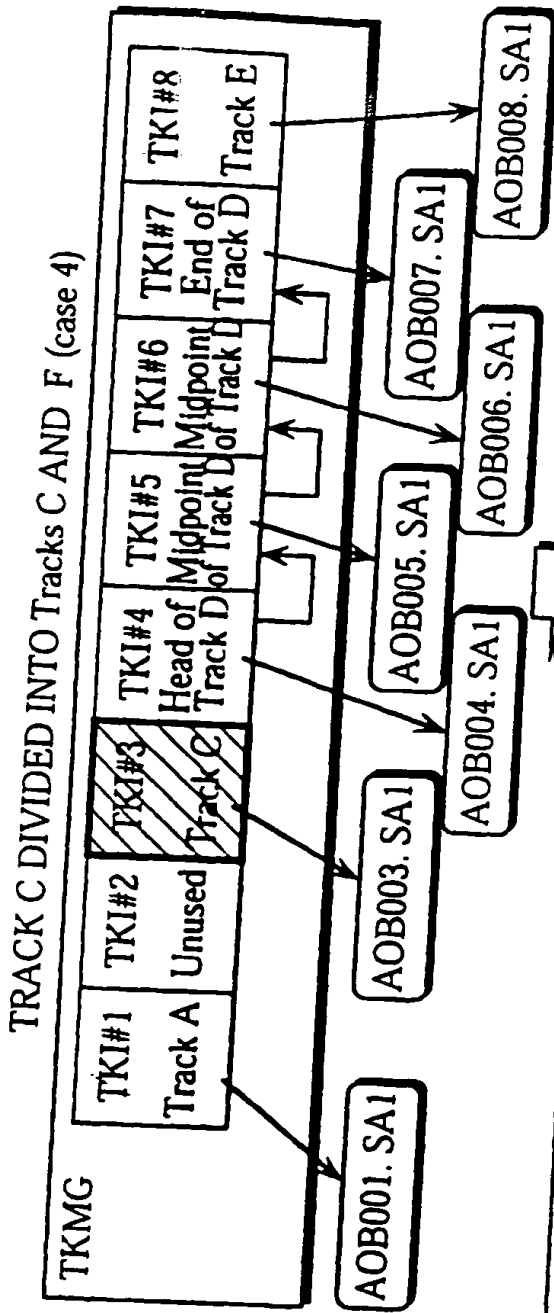 TRACK C DIVIDED INTO Tracks C AND F (case 4)
TKMG
TKI#1
Track A
TKI#2
Unused
TKI#3
Track C
TKI#4
Head of
Track D
TKI#5
Midpoint
of Track D
TKI#6
Midpoint
of Track D
TKI#7
End of
Track D
TKI#8
Track E
AOB001. SA1
AOB003. SA1
AOB004. SA1
AOB005. SA1
AOB006. SA1
AOB007. SA1
AOB008. SA1